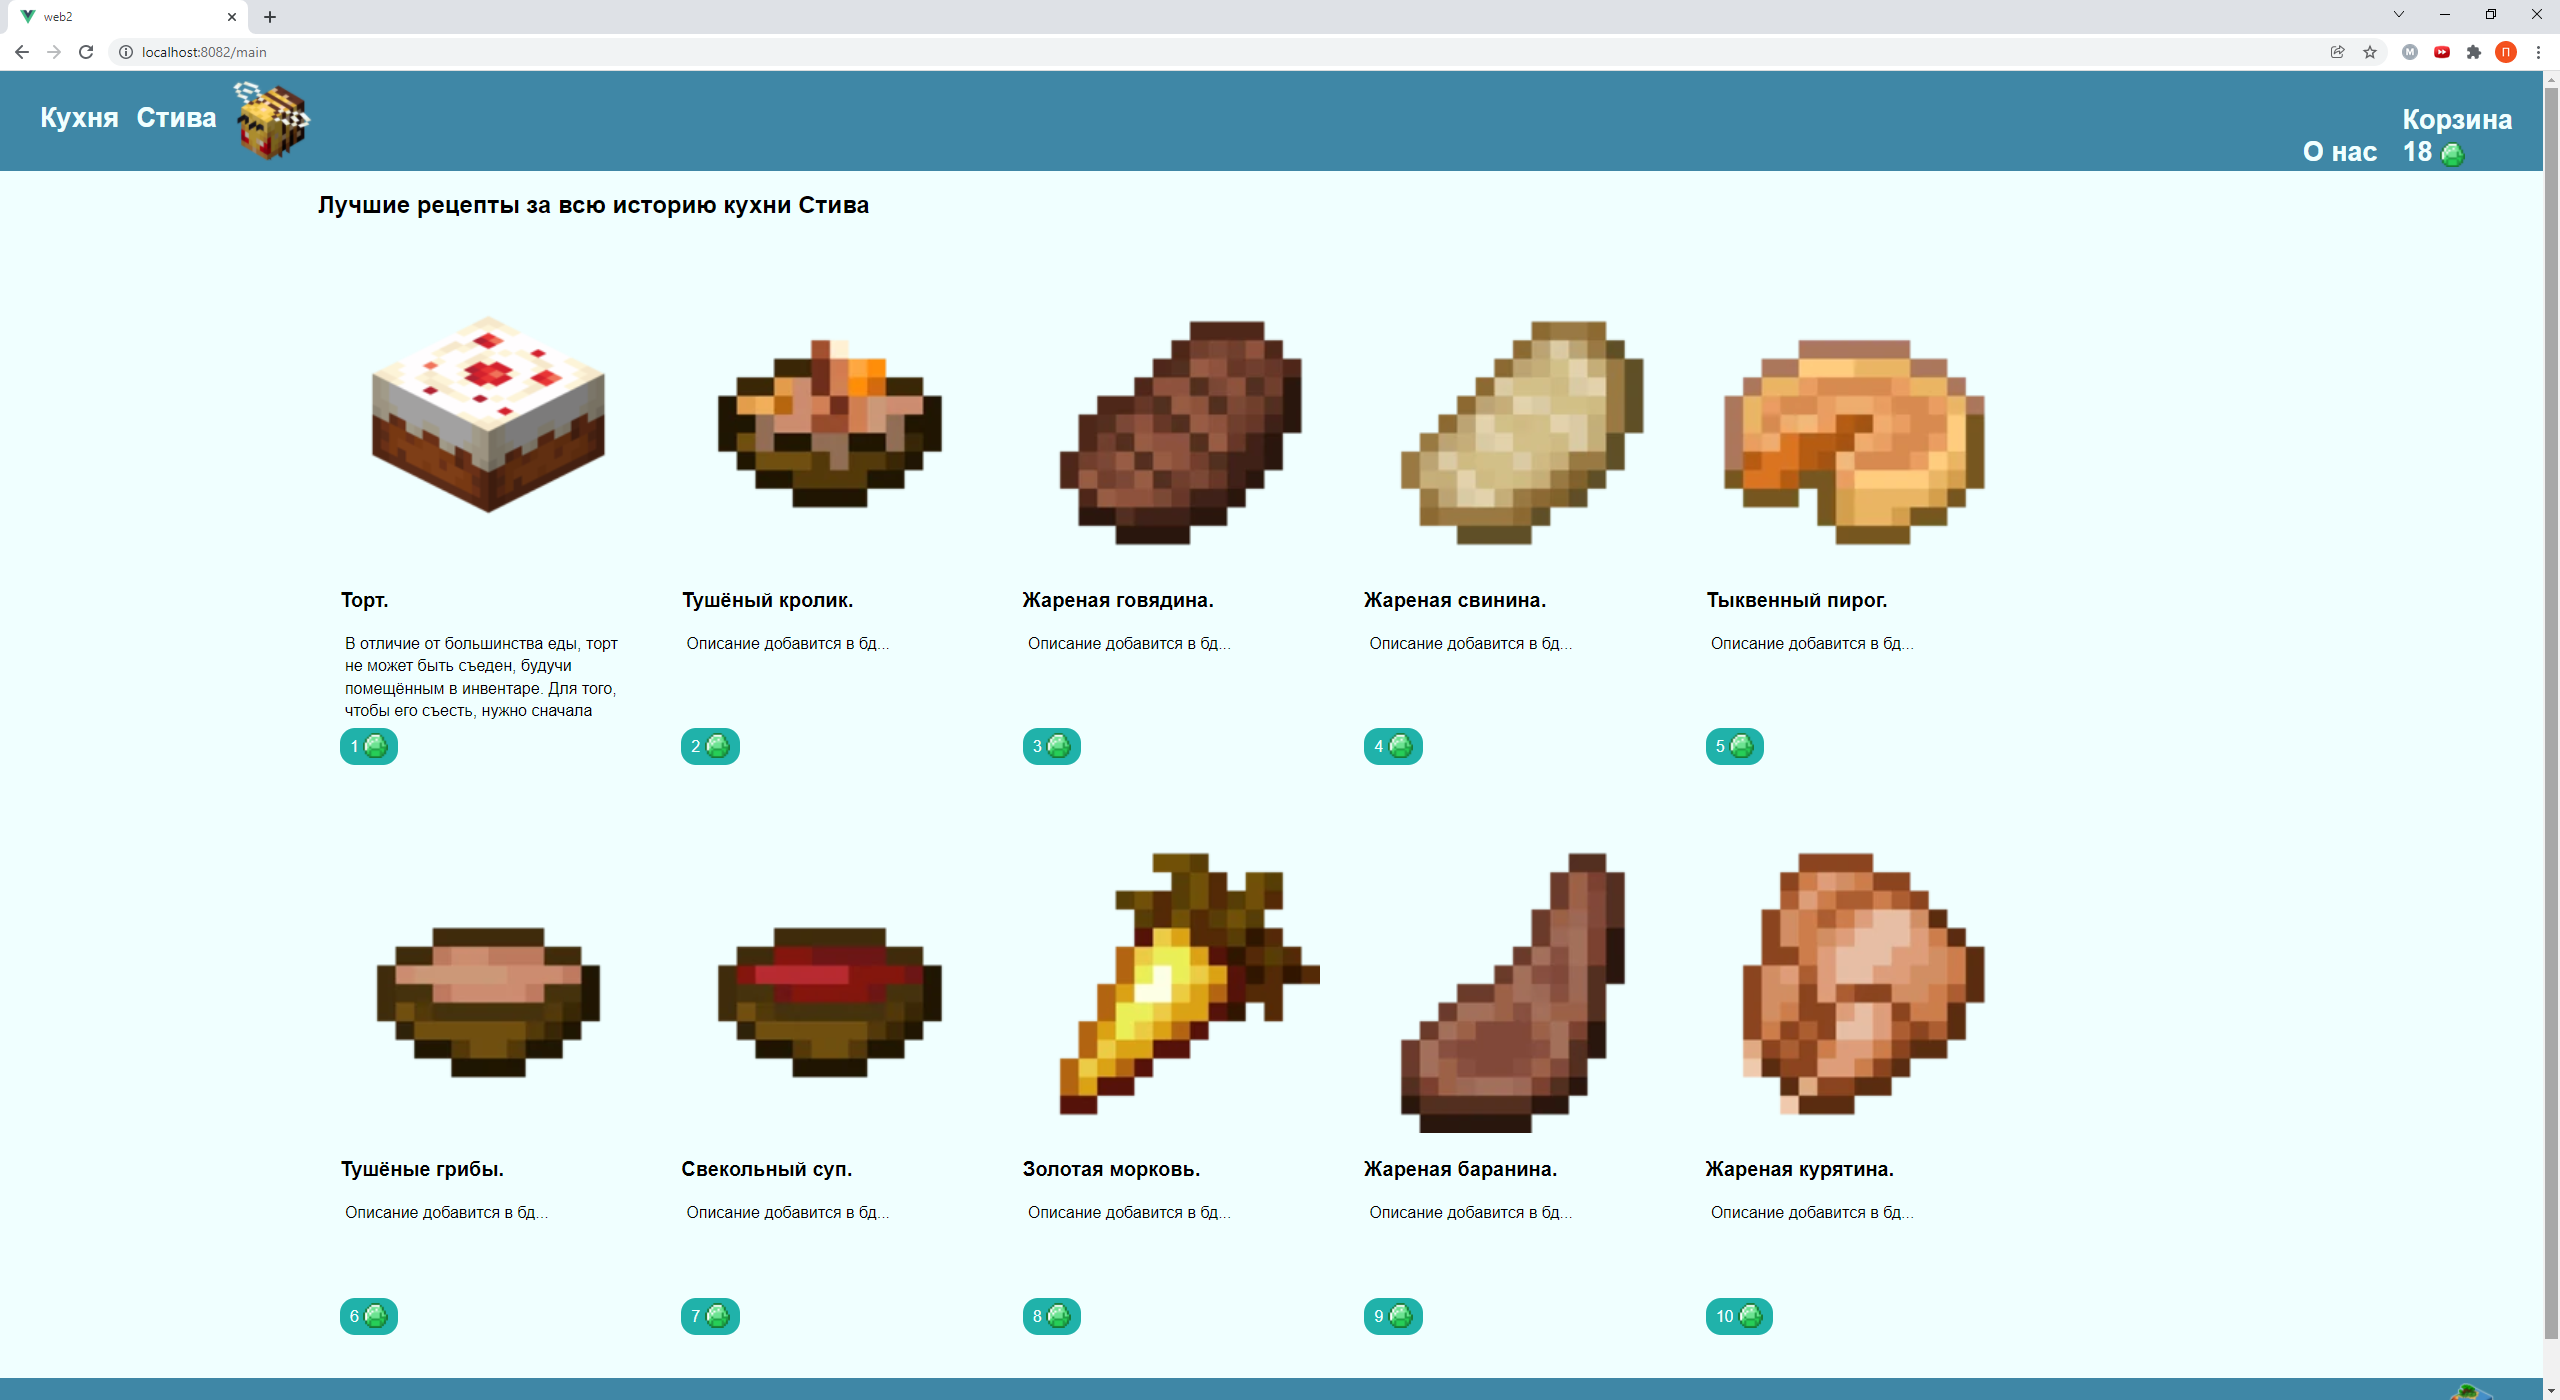 web2
localhost:8082/main
Кухня Стива
О нас
Корзина
18
Лучшие рецепты за всю историю кухни Стива
Торт.
В отличие от большинства еды, торт
не может быть съеден, будучи
помещённым в инвентаре. Для того,
чтобы его съесть, нужно сначала
1
Тушёный кролик.
Описание добавится в бд...
2
Жареная говядина.
Описание добавится в бд...
3
Жареная свинина.
Описание добавится в бд...
4
Тыквенный пирог.
Описание добавится в бд...
5
Тушёные грибы.
Описание добавится в бд...
6
Свекольный суп.
Описание добавится в бд...
7
Золотая морковь.
Описание добавится в бд...
8
Жареная баранина.
Описание добавится в бд...
9
Жареная курятина.
Описание добавится в бд...
10